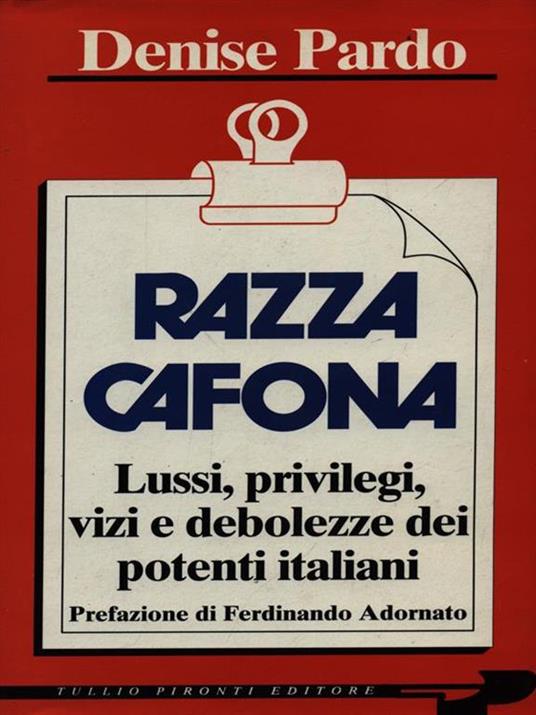 Denise Pardo
RAZZA
CAFONA
Lussi, privilegi,
vizi e debolezze dei
potenti italiani
Prefazione di Ferdinando Adornato
TULLIO PIRONTI EDITORE